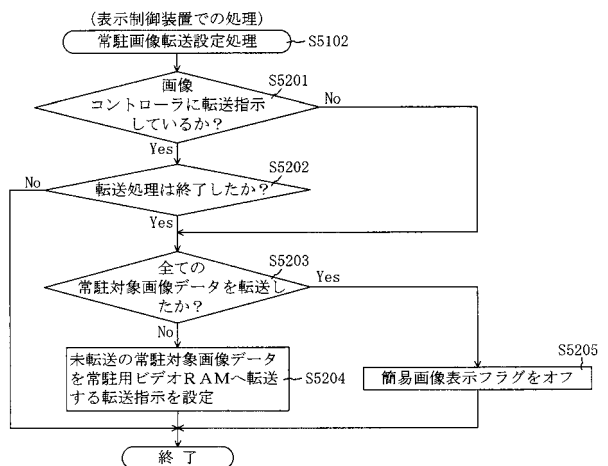 (表示制御装置での処理)
常駐画像転送設定処理
S5102
S5201
画像
コントローラに転送指示
しているか?
No
Yes
S5202
No
転送処理は終了したか?
Yes
S5203
全ての
常駐対象画像データを転送し
たか?
Yes
No
S5205
未転送の常駐対象画像データ
を常駐用ビデオRAMへ転送
する転送指示を設定
S5204
簡易画像表示フラグをオフ
終了